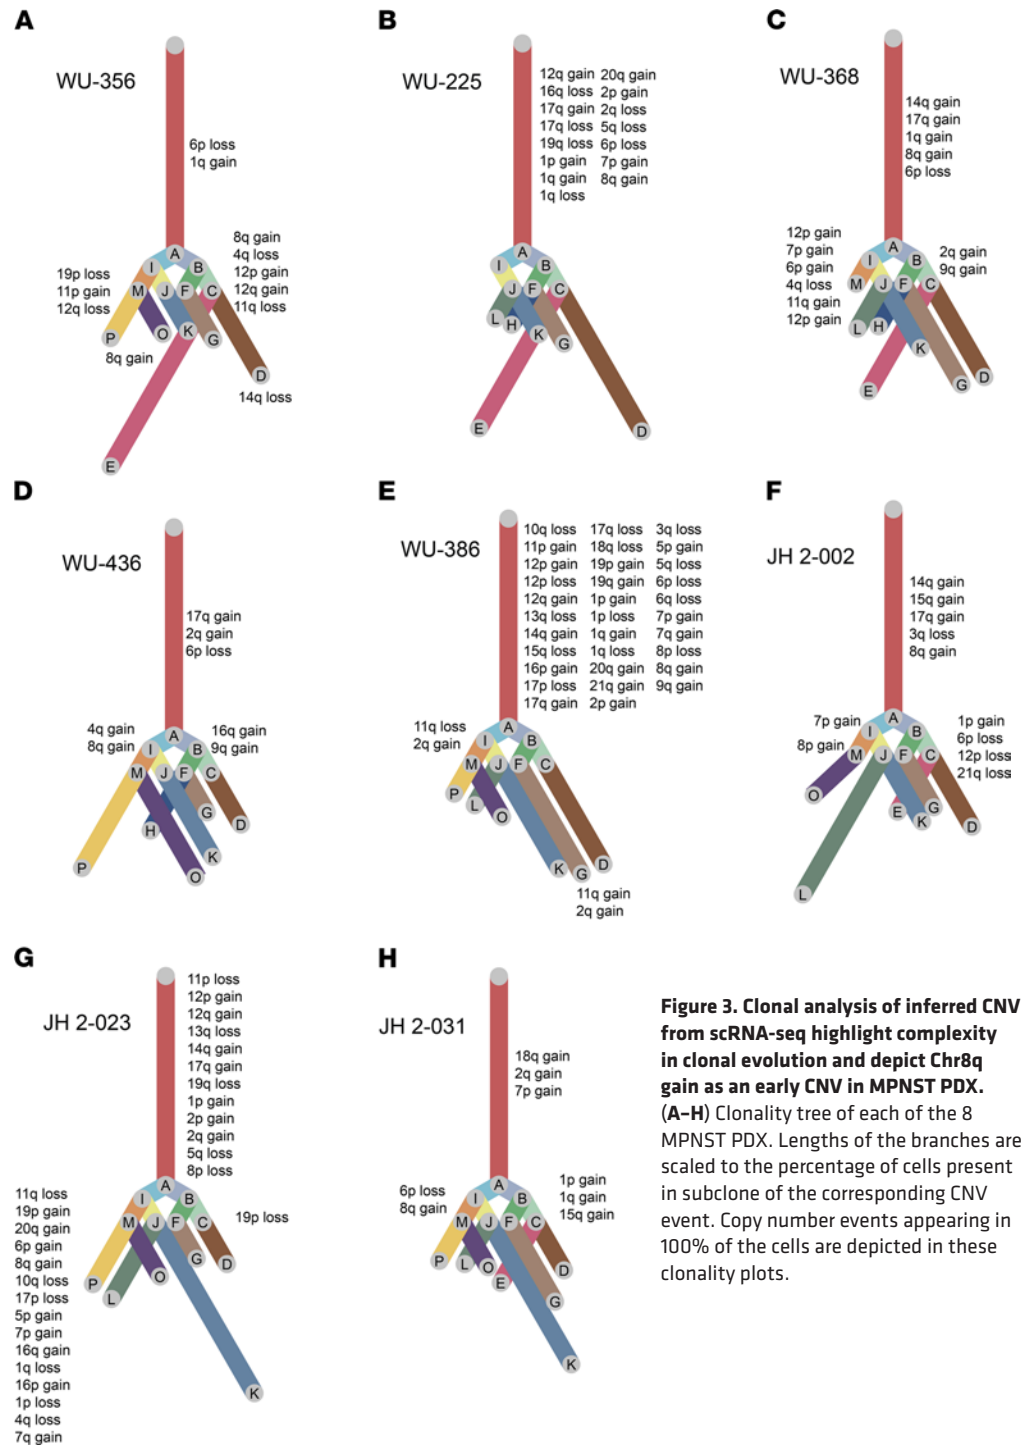 A
WU-356
6p loss
1q gain
8q gain
4q loss
12p gain
12q gain
11q loss
19p loss
11p gain
12q loss
8q gain
14q loss
A
I
B
M
J
F
C
P
O
K
G
D
E
B
WU-225
12q gain 20q gain
16q loss 2p gain
17q gain 2q loss
17q loss 5q loss
19q loss 6p loss
1p gain 7p gain
1q gain 8q gain
1q loss
A
I
B
J
F
C
L
H
K
G
E
D
C
WU-368
14q gain
17q gain
1q gain
8q gain
6p loss
12p gain
7p gain
6p gain
4q loss
11q gain
12p gain
2q gain
9q gain
A
I
B
M
J
F
C
L
H
K
E
G
D
D
WU-436
17q gain
2q gain
6p loss
4q gain
8q gain
16q gain
9q gain
A
I
B
M
J
F
C
G
H
D
K
P
O
E
WU-386
10q loss 17q loss 3q loss
11p gain 18q loss 5p gain
12p gain 19p gain 5q loss
12p loss 19q gain 6p loss
12q gain 1p gain 6q loss
13q loss 1p loss 7p gain
14q gain 1q gain 7q gain
15q loss 1q loss 8p loss
16p gain 20q gain 8q gain
17p loss 21q gain 9q gain
17q gain 2p gain
11q loss
2q gain
11q gain
2q gain
A
I
B
M
J
F
C
P
L
O
K
G
D
F
JH 2-002
14q gain
15q gain
17q gain
3q loss
8q gain
7p gain
8p gain
1p gain
6p loss
12p loss
21q loss
A
I
B
M
J
F
C
O
E
G
K
D
L
G
JH 2-023
11p loss
12p gain
12q gain
13q loss
14q gain
17q gain
19q loss
1p gain
2p gain
2q gain
5q loss
8p loss
11q loss
19p gain
20q gain
6p gain
8q gain
10q loss
17p loss
5p gain
7p gain
16q gain
1q loss
16p gain
1p loss
4q loss
7q gain
19p loss
A
I
B
M
J
F
C
P
L
O
G
D
K
H
JH 2-031
18q gain
2q gain
7p gain
6p loss
8q gain
1p gain
1q gain
15q gain
A
I
B
M
J
F
C
P
L
O
E
D
G
K
Figure 3. Clonal analysis of inferred CNV
from scRNA-seq highlight complexity
in clonal evolution and depict Chr8q
gain as an early CNV in MPNST PDX.
(A–H) Clonality tree of each of the 8
MPNST PDX. Lengths of the branches are
scaled to the percentage of cells present
in subclone of the corresponding CNV
event. Copy number events appearing in
100% of the cells are depicted in these
clonality plots.